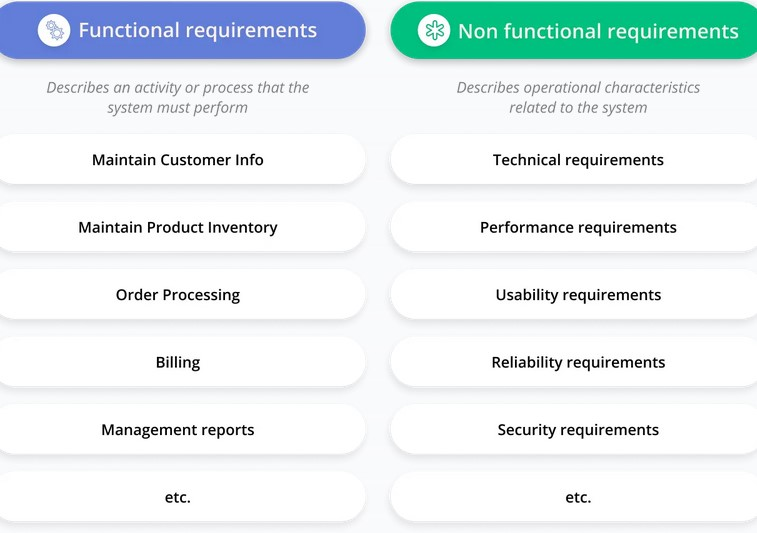 Functional requirements
Describes an activity or process that the
system must perform
Maintain Customer Info
Maintain Product Inventory
Order Processing
Billing
Management reports
etc.
Non functional requirements
Describes operational characteristics
related to the system
Technical requirements
Performance requirements
Usability requirements
Reliability requirements
Security requirements
etc.